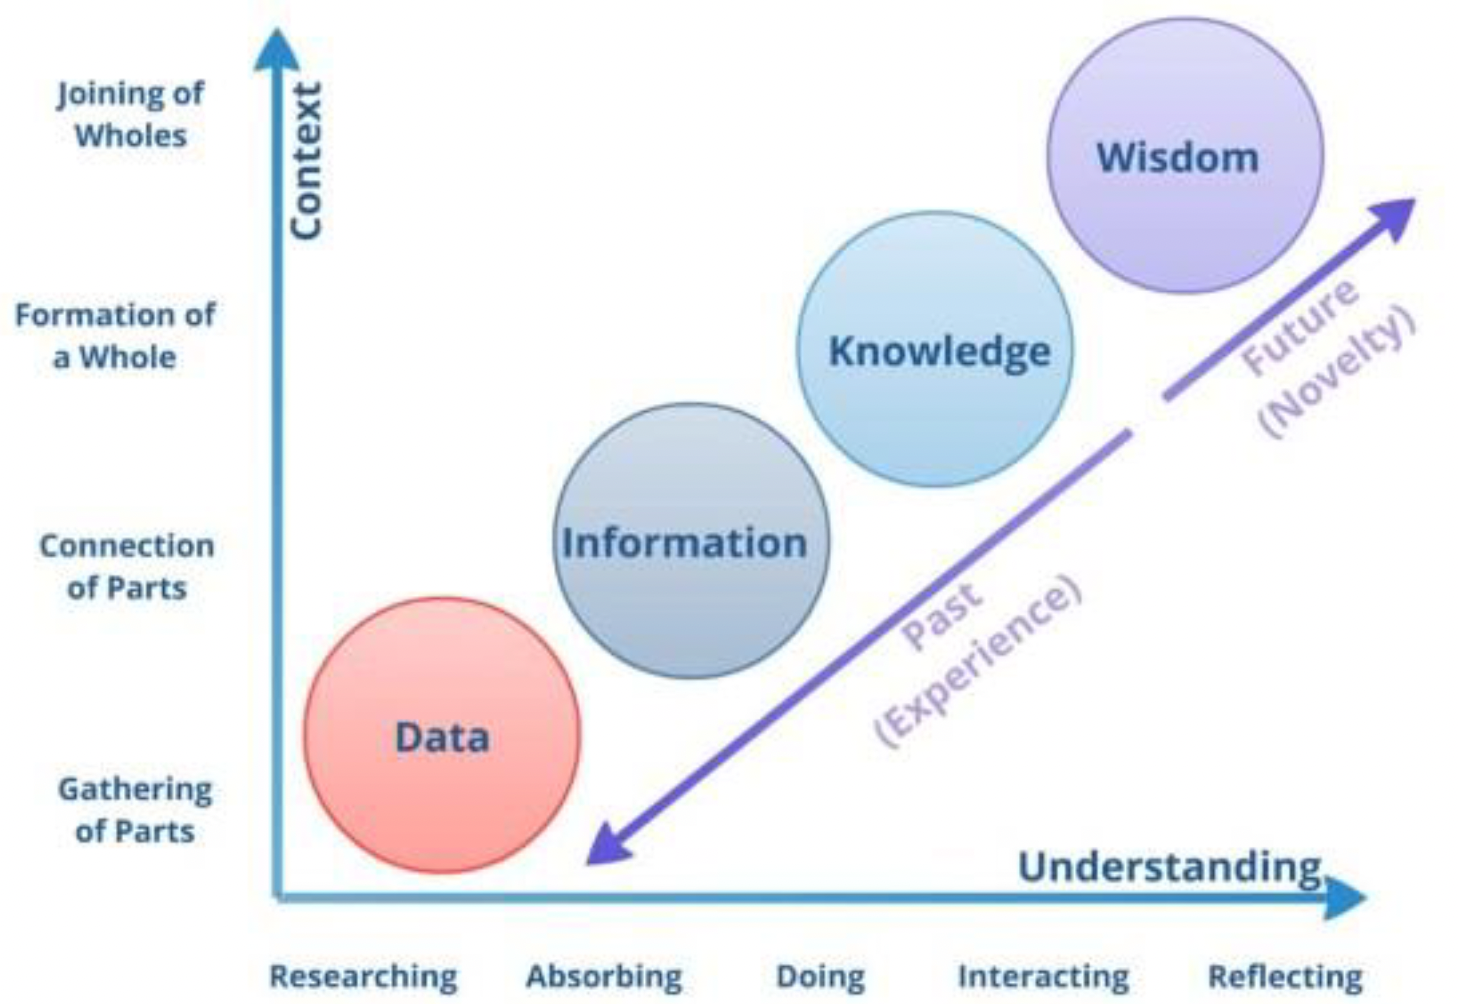 Joining of
Wholes
Context
Wisdom
Formation of
a Whole
Knowledge
Future
(Novelty)
Connection
of Parts
Information
Past
(Experience)
Data
Gathering
of Parts
Understanding
Researching
Absorbing
Doing
Interacting
Reflecting